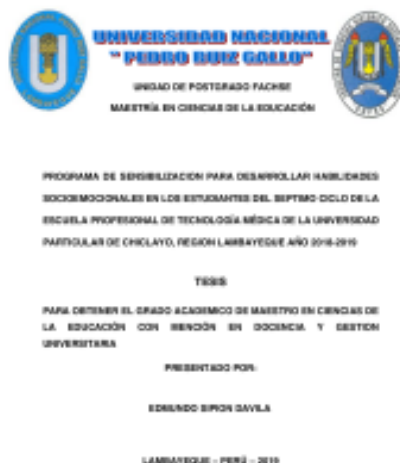 UNIVERSIDAD NACIONAL
" PEDRO RUIZ GALLO"
UNIDAD DE POSTGRADO FACHSE
MAESTRÍA EN CIENCIAS DE LA EDUCACIÓN
PROGRAMA DE SENSIBILIZACION PARA DESARROLLAR HABILIDADES
SOCIOEMOCIONALES EN LOS ESTUDIANTES DEL SEPTIMO CICLO DE LA
ESCUELA PROFESIONAL DE TECNOLOGÍA MÉDICA DE LA UNIVERSIDAD
PARTICULAR DE CHICLAYO, REGION LAMBAYEQUE AÑO 2018-2019
TESIS
PARA OBTENER EL GRADO ACADEMICO DE MAESTRO EN CIENCIAS DE
LA EDUCACIÓN CON MENCIÓN EN DOCENCIA Y GESTION
UNIVERSITARIA
PRESENTADO POR:
EDMUNDO SIPION DAVILA
LAMBAYEQUE – PERÚ – 2019